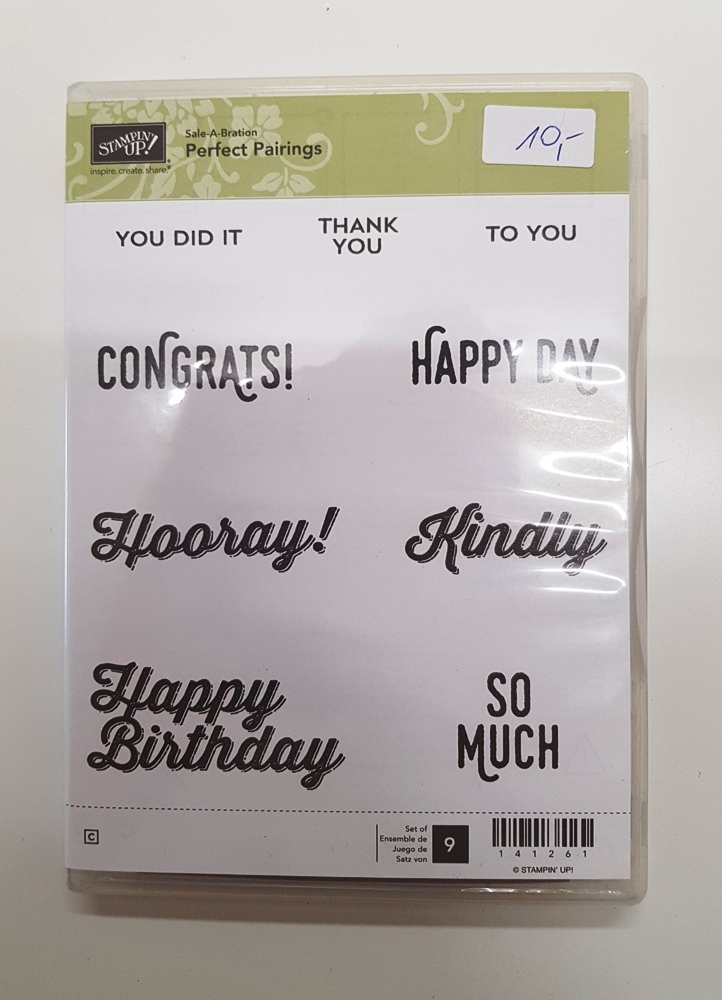 STAMPIN' UP!®
inspire.create.share.®
Sale-A-Bration
Perfect Pairings
10,-
YOU DID IT
THANK
YOU
TO YOU
CONGRATS!
HAPPY DAY
Hooray!
Kindly
Happy
Birthday
SO
MUCH
C
Set of
Ensemble de
Juego de
Satz von
9
141261
© STAMPIN' UP!